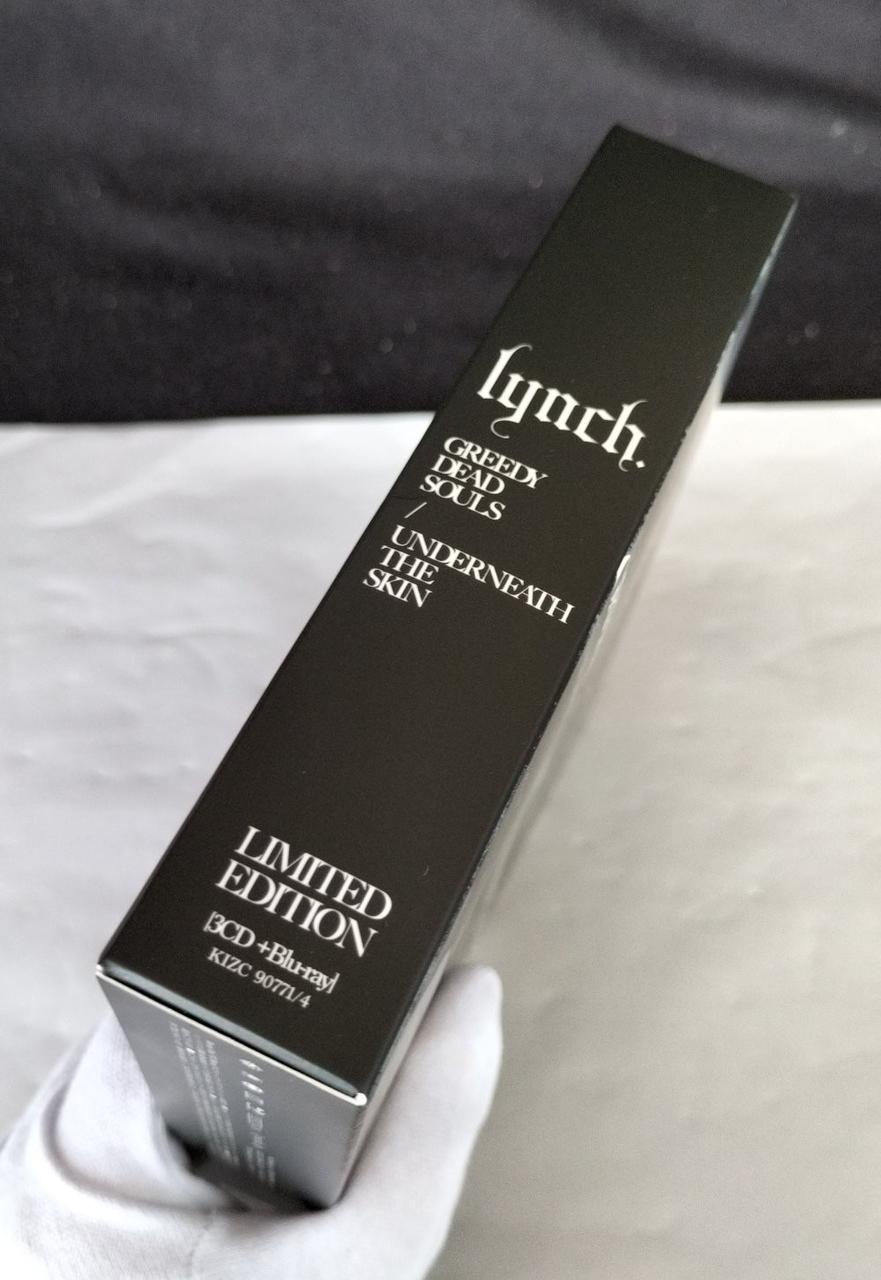 lynch.
GREEDY
DEAD
SOULS
/
UNDERNEATH
THE
SKIN
LIMITED
EDITION
|3CD +Blu-ray|
KIZC 90771/4